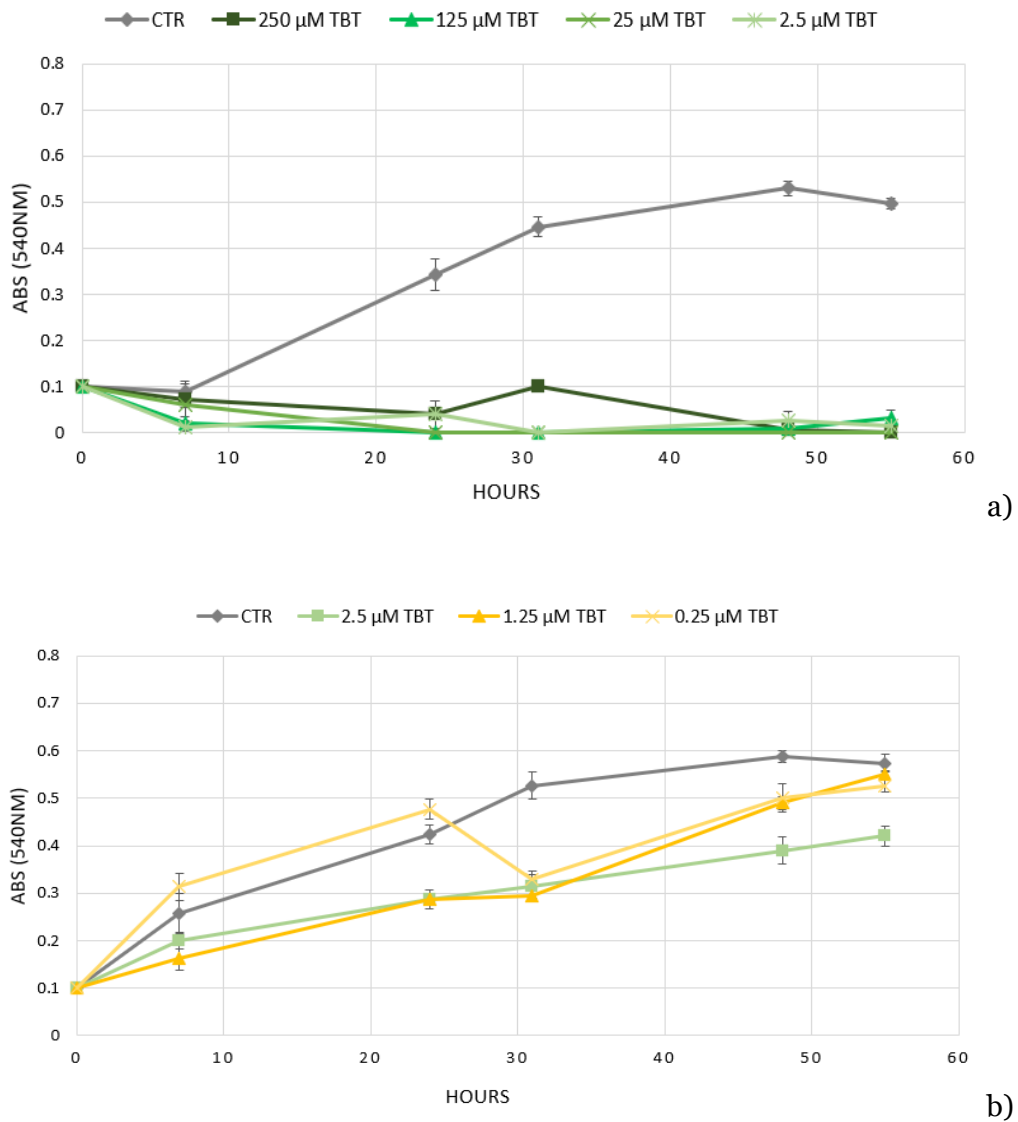 CTR 250 µM TBT 125 µM TBT 25 µM TBT 2.5 µM TBT
0.8
0.7
0.6
0.5
0.4
0.3
0.2
0.1
0
ABS (540NM)
0 10 20 30 40 50 60
HOURS
a)
CTR 2.5 µM TBT 1.25 µM TBT 0.25 µM TBT
0.8
0.7
0.6
0.5
0.4
0.3
0.2
0.1
0
ABS (540NM)
0 10 20 30 40 50 60
HOURS
b)